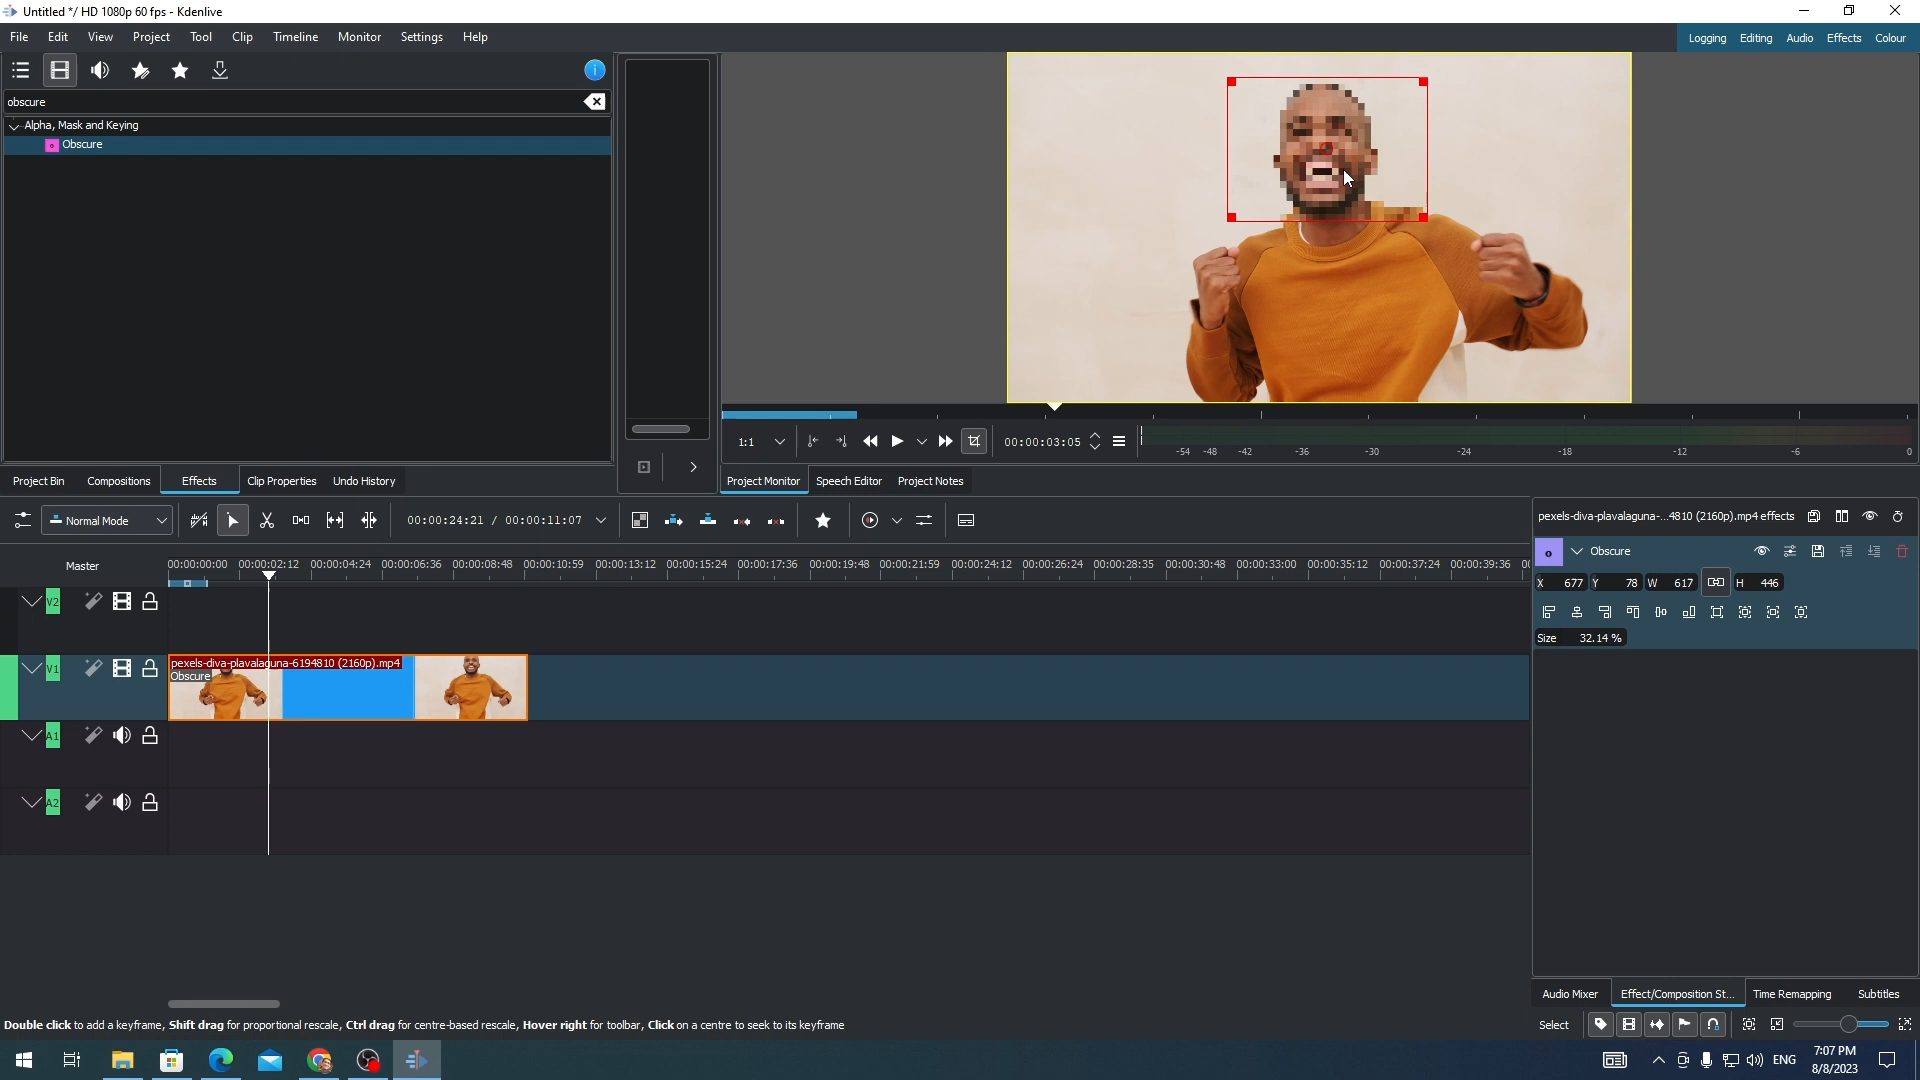 Untitled */ HD 1080p 60 fps - Kdenlive
File Edit View Project Tool Clip Timeline Monitor Settings Help
Logging Editing Audio Effects Colour
obscure
Alpha, Mask and Keying
Obscure
1:1
00:00:03:05
-54 -48 -42 -36 -30 -24 -18 -12 -6 0
Project Bin Compositions Effects Clip Properties Undo History
Project Monitor Speech Editor Project Notes
Normal Mode
00:00:24:21 / 00:00:11:07
pexels-diva-plavalaguna-...4810 (2160p).mp4 effects
Obscure
X 677 Y 78 W 617 H 446
Size 32.14 %
Master
00:00:00:00 00:00:02:12 00:00:04:24 00:00:06:36 00:00:08:48 00:00:10:59 00:00:13:12 00:00:15:24 00:00:17:36 00:00:19:48 00:00:21:59 00:00:24:12 00:00:26:24 00:00:28:35 00:00:30:48 00:00:33:00 00:00:35:12 00:00:37:24 00:00:39:36
V2
V1
pexels-diva-plavalaguna-6194810 (2160p).mp4
Obscure
A1
A2
Audio Mixer Effect/Composition St... Time Remapping Subtitles
Double click to add a keyframe, Shift drag for proportional rescale, Ctrl drag for centre-based rescale, Hover right for toolbar, Click on a centre to seek to its keyframe
Select
ENG
7:07 PM
8/8/2023